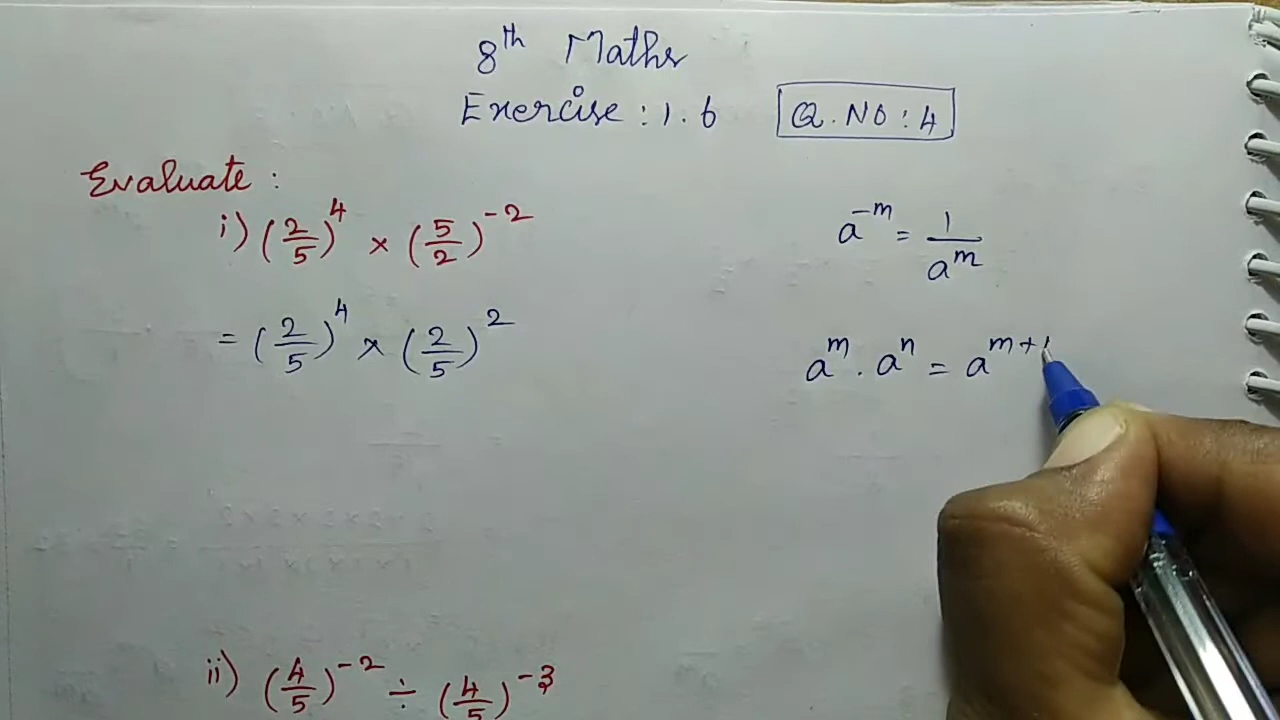 8th Maths
Exercise : 1.6 Q. NO : 4
Evaluate :
i) (2/5)^4 × (5/2)^-2
= (2/5)^4 × (2/5)^2
a^-m = 1/a^m
a^m . a^n = a^m+
ii) (4/5)^-2 ÷ (4/5)^-3